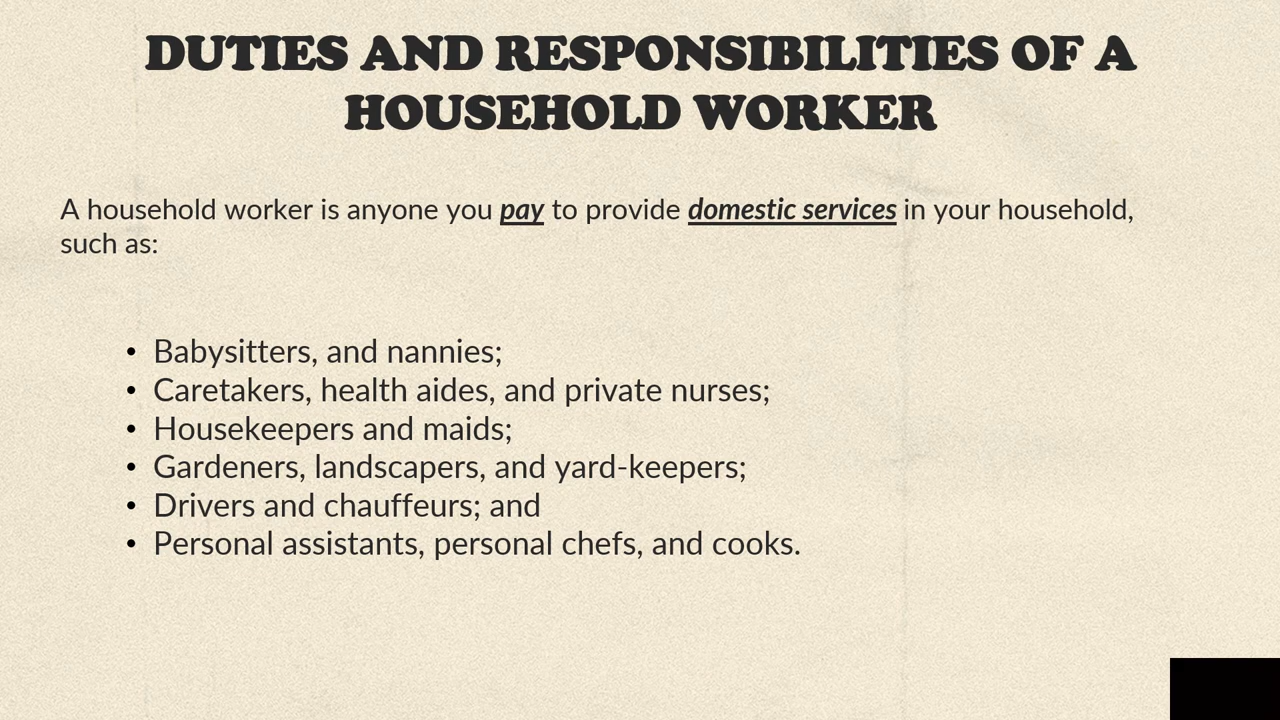 DUTIES AND RESPONSIBILITIES OF A
HOUSEHOLD WORKER
A household worker is anyone you pay to provide domestic services in your household,
such as:
• Babysitters, and nannies;
• Caretakers, health aides, and private nurses;
• Housekeepers and maids;
• Gardeners, landscapers, and yard-keepers;
• Drivers and chauffeurs; and
• Personal assistants, personal chefs, and cooks.